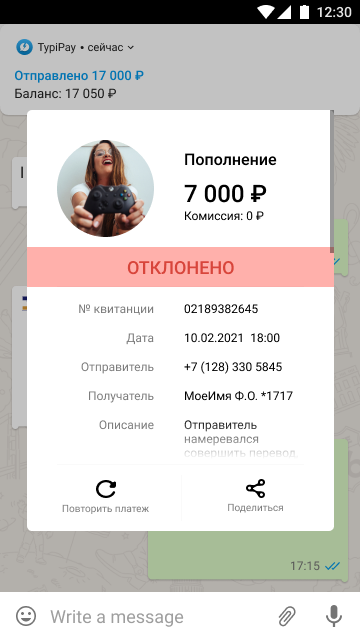 12:30
TypiPay • сейчас
Отправлено 17 000 ₽
Баланс: 17 050 ₽
Пополнение
7 000 ₽
Комиссия: 0 ₽
ОТКЛОНЕНО
№ квитанции 02189382645
Дата 10.02.2021 18:00
Отправитель +7 (128) 330 5845
Получатель МоеИмя Ф.О. *1717
Описание Отправитель
намеревался
совершить перевод,
Повторить платеж Поделиться
17:15
Write a message